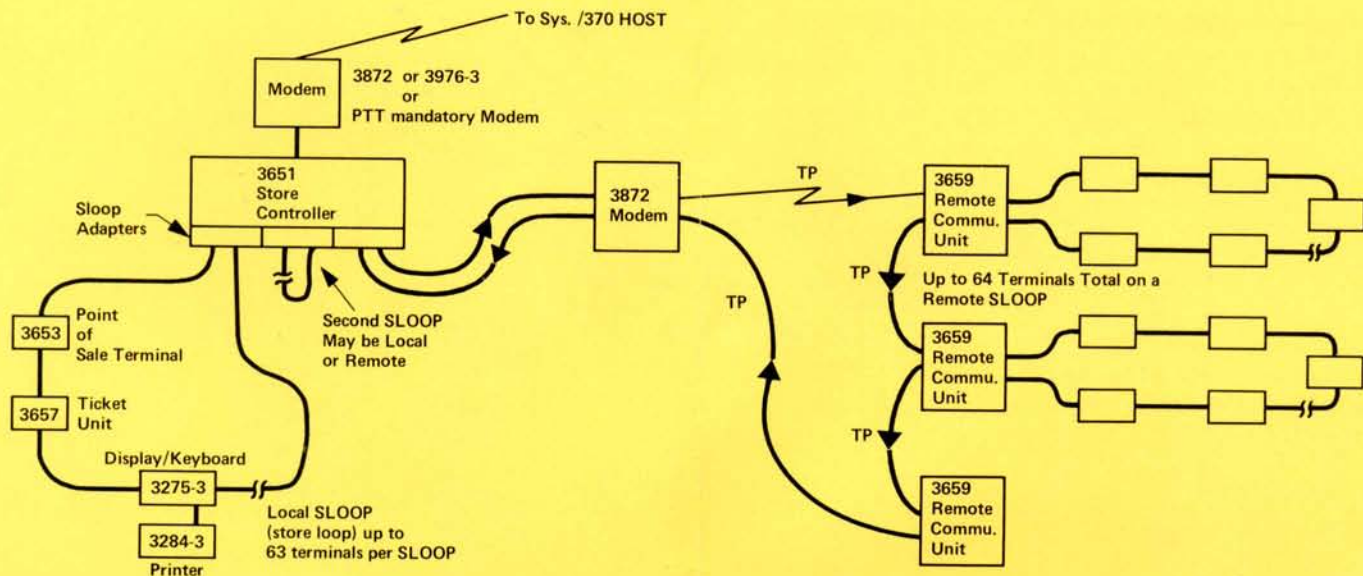 To Sys. /370 HOST
Modem
3872 or 3976-3
or
PTT mandatory Modem
3651
Store
Controller
Sloop
Adapters
3653
Point
of
Sale Terminal
3657
Ticket
Unit
Display/Keyboard
3275-3
3284-3
Printer
Second SLOOP
May be Local
or Remote
Local SLOOP
(store loop) up to
63 terminals per SLOOP
3872
Modem
TP
TP
3659
Remote
Commu.
Unit
TP
Up to 64 Terminals Total on a
Remote SLOOP
3659
Remote
Commu.
Unit
TP
3659
Remote
Commu.
Unit